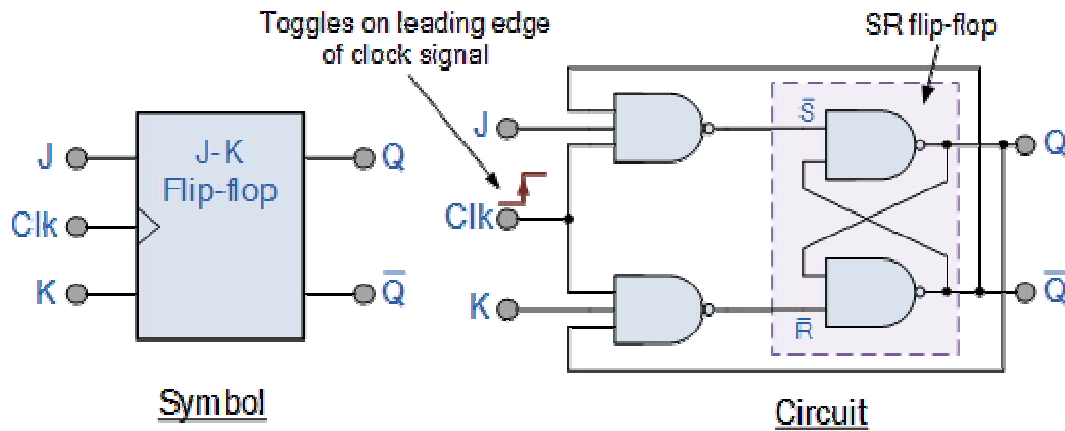 Toggles on leading edge
of clock signal
SR flip-flop
J
Clk
K
J-K
Flip-flop
Q
Q̅
J
Clk
K
S̅
R̅
Q
Q̅
Symbol
Circuit